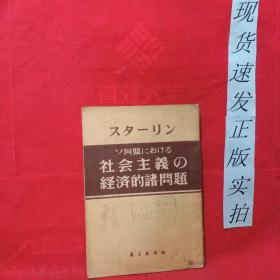 スターリン
ソ同盟における
社会主義の
経済的諸問題
现货速发正版实拍